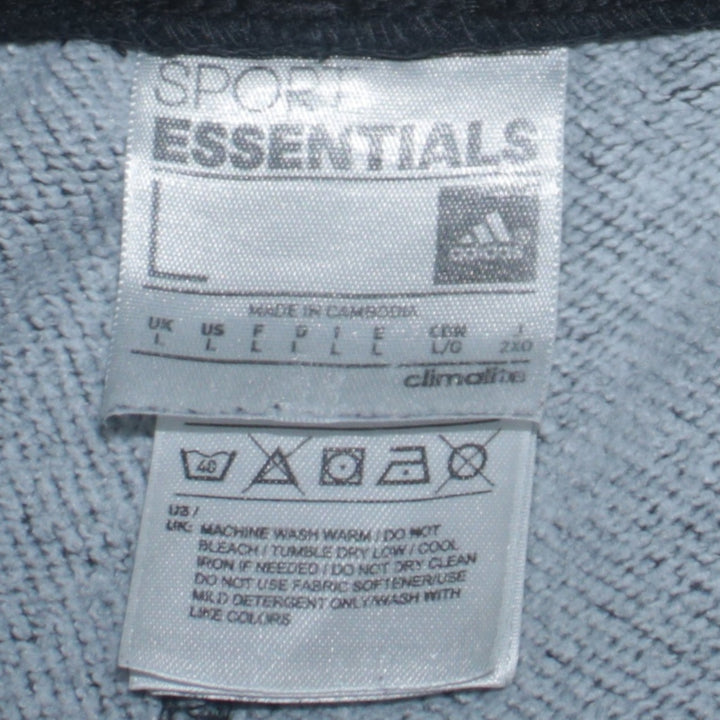 SPORT
ESSENTIALS
L
adidas
MADE IN CAMBODIA
UK US F D I E CDN J
L L L L L L L/G 2XO
climalite
40
US /
UK: MACHINE WASH WARM / DO NOT
BLEACH / TUMBLE DRY LOW / COOL
IRON IF NEEDED / DO NOT DRY CLEAN
DO NOT USE FABRIC SOFTENER/USE
MILD DETERGENT ONLY/WASH WITH
LIKE COLORS